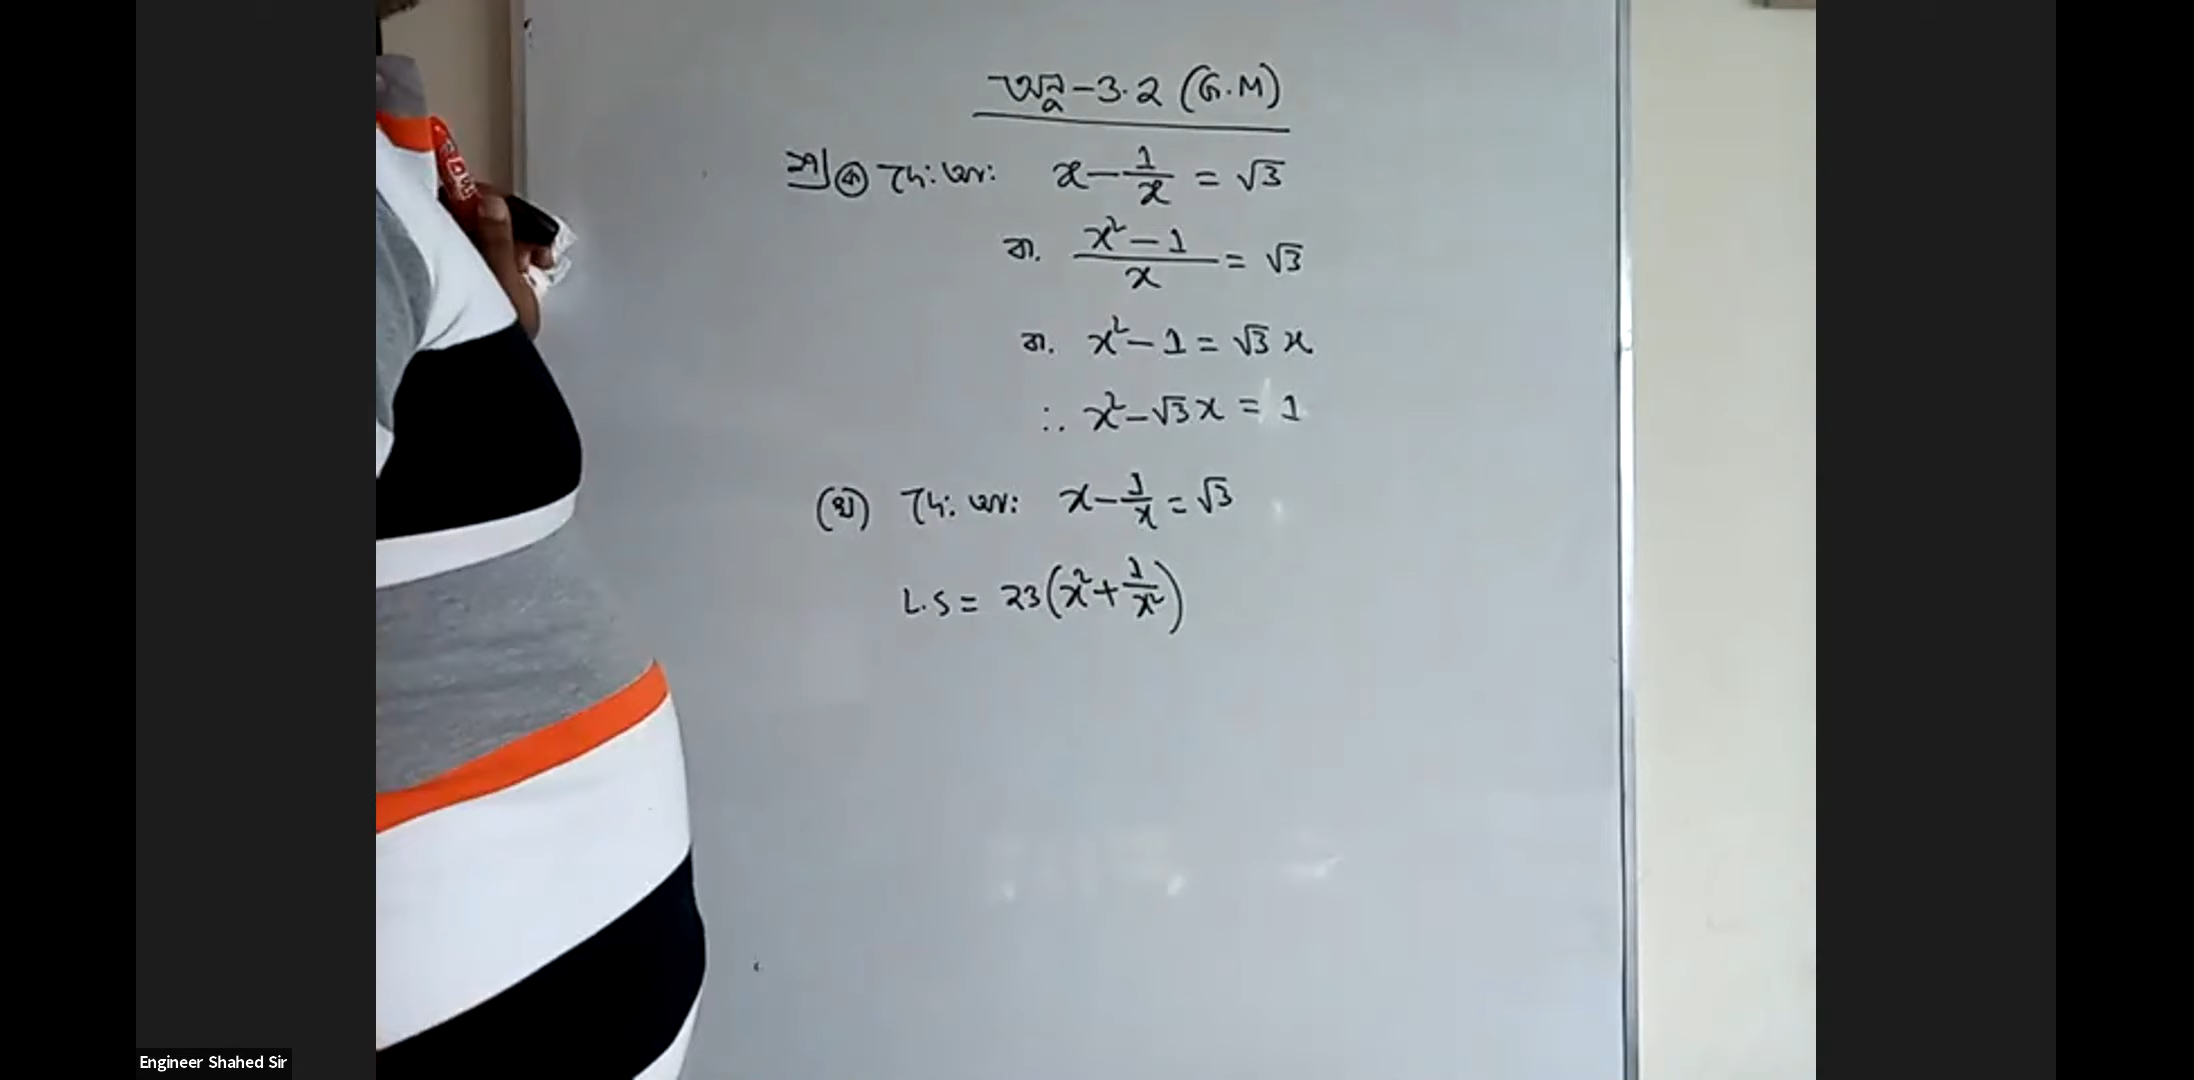 অনু-3.2 (G.M)
ক দে: আ: x - 1/x = √3
বা. (x² - 1)/x = √3
বা. x² - 1 = √3 x
∴ x² - √3 x = 1
(খ) দে: আ: x - 1/x = √3
L.S = 23(x² + 1/x²)
Engineer Shahed Sir